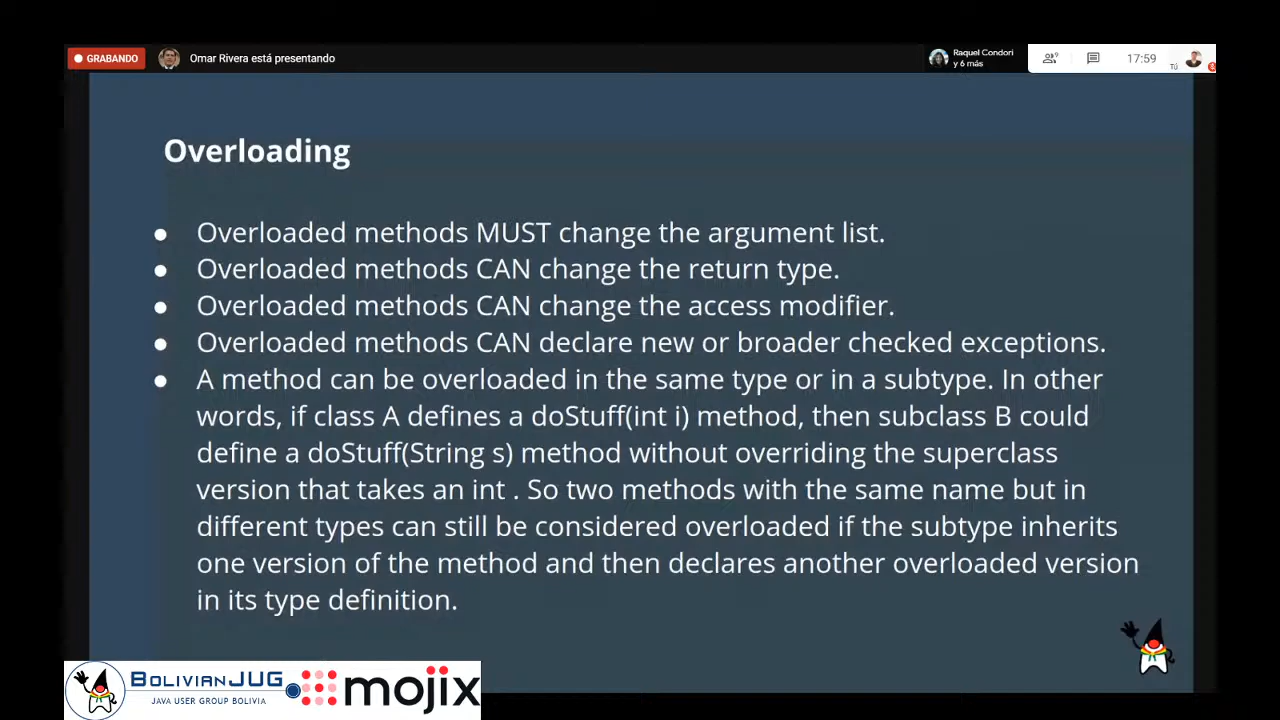 GRABANDO
Omar Rivera está presentando
Raquel Condori
y 6 más
17:59
Tú
Overloading
● Overloaded methods MUST change the argument list.
● Overloaded methods CAN change the return type.
● Overloaded methods CAN change the access modifier.
● Overloaded methods CAN declare new or broader checked exceptions.
● A method can be overloaded in the same type or in a subtype. In other
words, if class A defines a doStuff(int i) method, then subclass B could
define a doStuff(String s) method without overriding the superclass
version that takes an int . So two methods with the same name but in
different types can still be considered overloaded if the subtype inherits
one version of the method and then declares another overloaded version
in its type definition.
BOLIVIANJUG
JAVA USER GROUP BOLIVIA
mojix